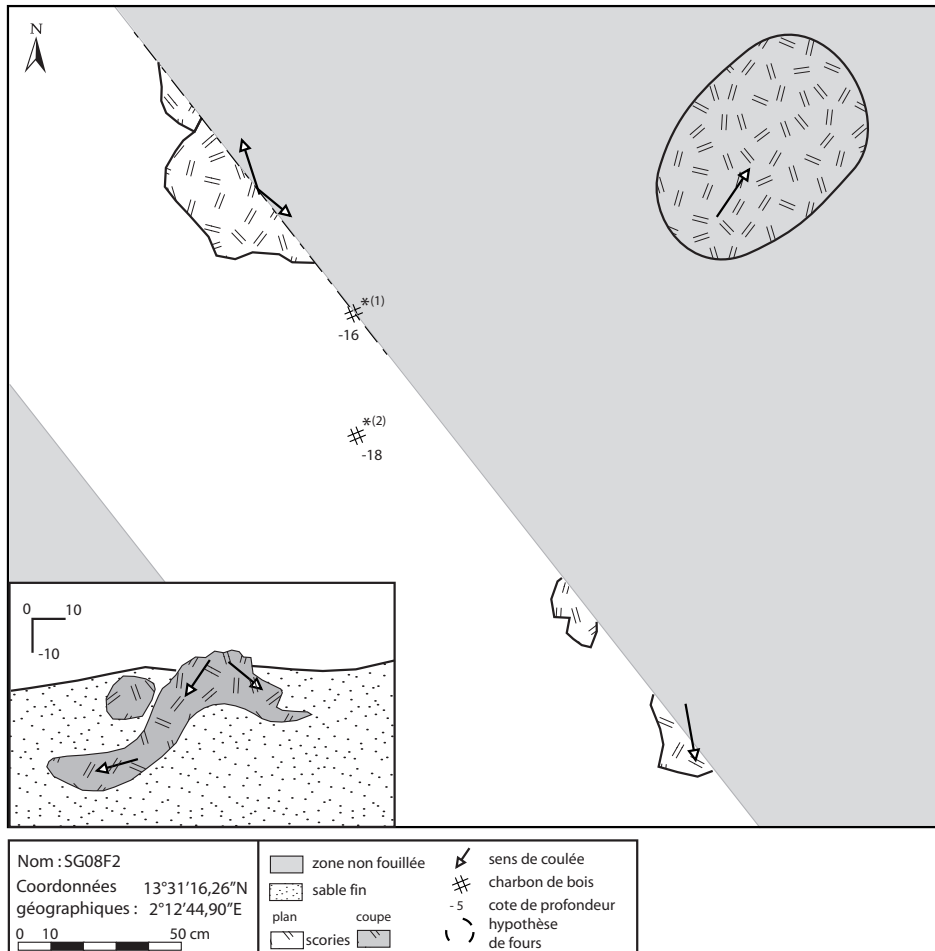 N
*(1)
-16
*(2)
-18
0 10
-10
Nom : SG08F2
Coordonnées 13°31'16,26"N
géographiques : 2°12'44,90"E
0 10 50 cm
zone non fouillée
sable fin
plan coupe
scories
sens de coulée
charbon de bois
- 5 cote de profondeur
hypothèse
de fours